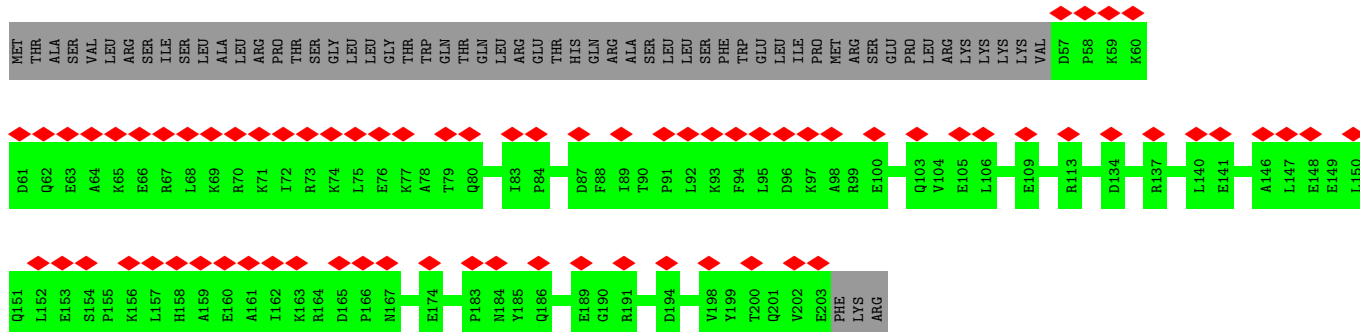 MET THR ALA SER VAL LEU ARG SER ILE SER LEU ALA LEU ARG PRO THR SER GLY LEU LEU GLY THR TRP GLN THR GLN LEU ARG GLU THR HIS GLN ARG ALA SER LEU LEU SER PHE TRP GLU LEU ILE PRO MET ARG SER GLU PRO LEU ARG LYS LYS LYS LYS VAL D57 P58 K59 K60
D61 Q62 E63 A64 K65 E66 R67 L68 K69 R70 K71 I72 R73 K74 L75 E76 K77 A78 T79 Q80 I83 P84 D87 F88 I89 T90 P91 L92 K93 F94 L95 D96 K97 A98 R99 E100 Q103 V104 E105 L106 E109 R113 D134 R137 L140 E141 A146 L147 E148 E149 L150
Q151 L152 E153 S154 P155 K156 L157 H158 A159 E160 A161 I162 K163 R164 D165 P166 N167 E174 P183 N184 Y185 Q186 E189 G190 R191 D194 V198 Y199 T200 Q201 V202 E203 PHE LYS ARG